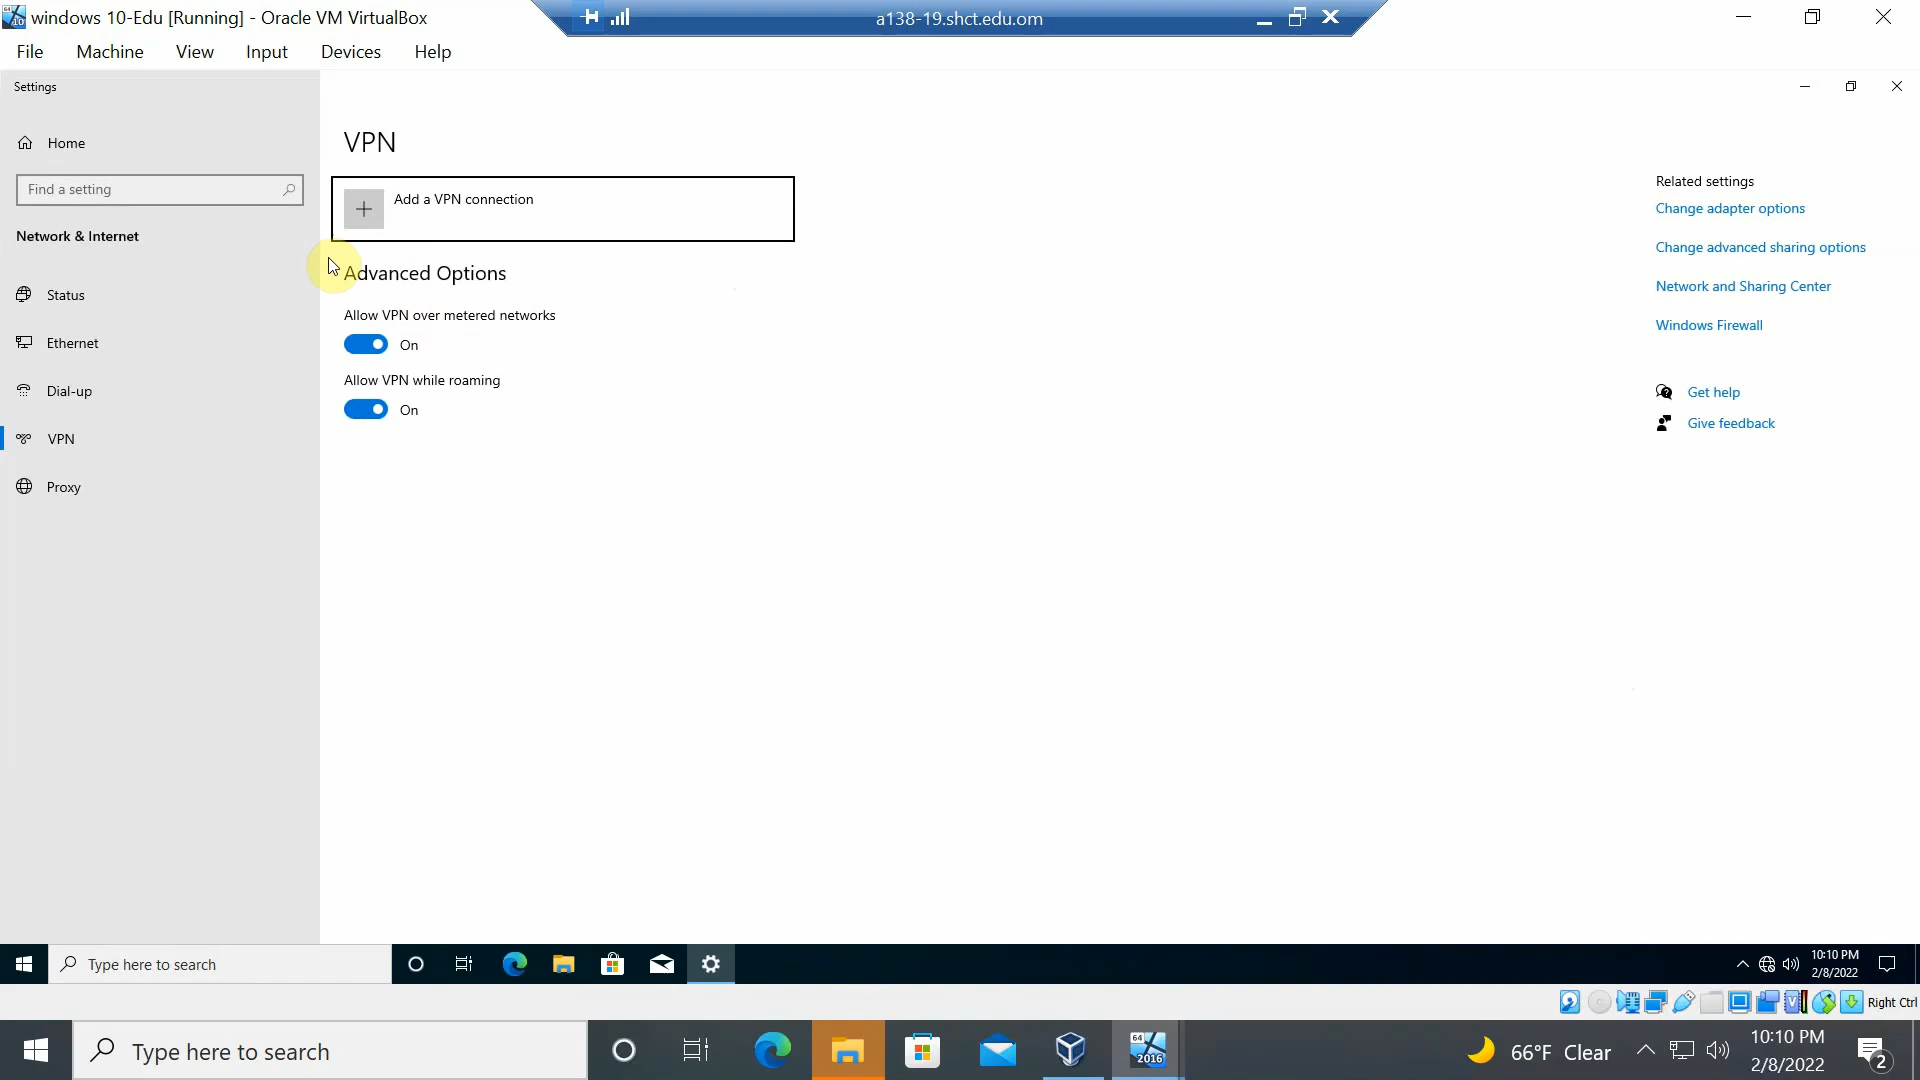 windows 10-Edu [Running] - Oracle VM VirtualBox
a138-19.shct.edu.om
File Machine View Input Devices Help
Settings
Home
Find a setting
Network & Internet
Status
Ethernet
Dial-up
VPN
Proxy
VPN
Add a VPN connection
Advanced Options
Allow VPN over metered networks
On
Allow VPN while roaming
On
Related settings
Change adapter options
Change advanced sharing options
Network and Sharing Center
Windows Firewall
Get help
Give feedback
Type here to search
10:10 PM
2/8/2022
Right Ctrl
Type here to search
64
2016
66°F Clear
10:10 PM
2/8/2022
2